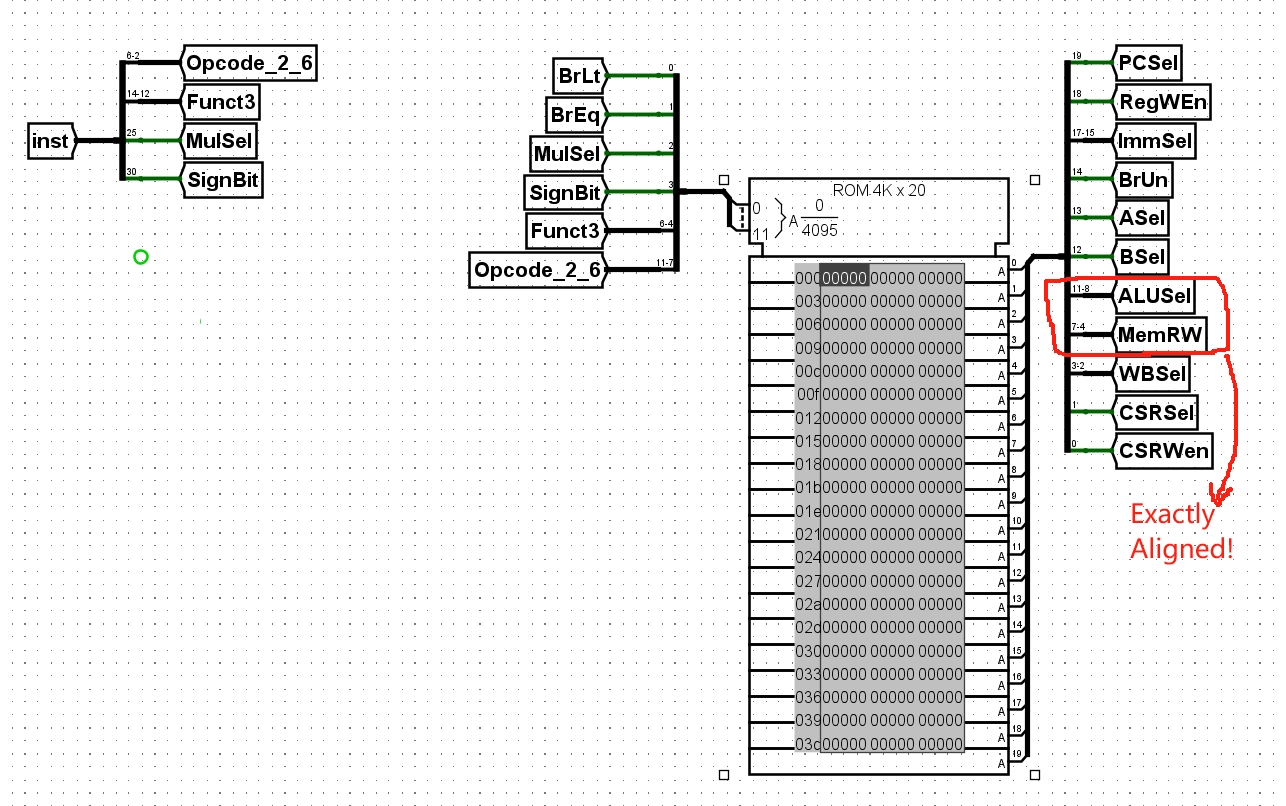 6-2
Opcode_2_6
14-12
Funct3
inst
25
MulSel
30
SignBit
BrLt
0
BrEq
1
MulSel
2
SignBit
3
Funct3
6-4
Opcode_2_6
11-7
ROM 4K x 20
0
11
A
0
4095
000 00000 00000 00000
003 00000 00000 00000
006 00000 00000 00000
009 00000 00000 00000
00c 00000 00000 00000
00f 00000 00000 00000
012 00000 00000 00000
015 00000 00000 00000
018 00000 00000 00000
01b 00000 00000 00000
01e 00000 00000 00000
021 00000 00000 00000
024 00000 00000 00000
027 00000 00000 00000
02a 00000 00000 00000
02d 00000 00000 00000
030 00000 00000 00000
033 00000 00000 00000
036 00000 00000 00000
039 00000 00000 00000
03c 00000 00000 00000
A 0
A 1
A 2
A 3
A 4
A 5
A 6
A 7
A 8
A 9
A 10
A 11
A 12
A 13
A 14
A 15
A 16
A 17
A 18
A 19
19
PCSel
18
RegWEn
17-15
ImmSel
14
BrUn
13
ASel
12
BSel
11-8
ALUSel
7-4
MemRW
3-2
WBSel
1
CSRSel
0
CSRWen
Exactly
Aligned!